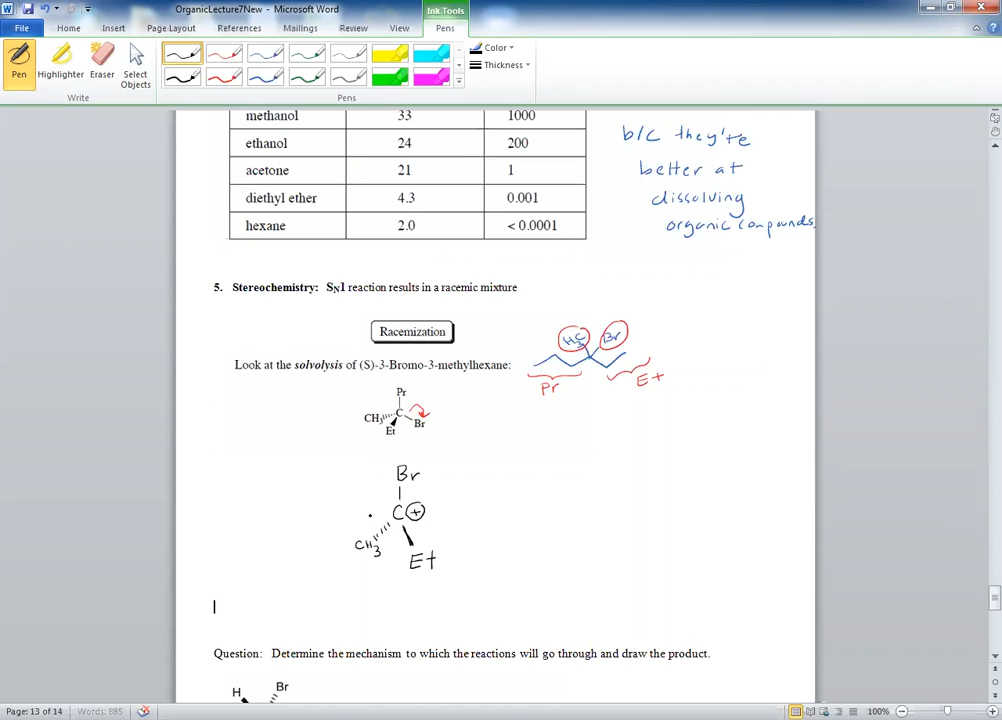 OrganicLecture7New - Microsoft Word
Ink Tools
File Home Insert Page Layout References Mailings Review View Pens
Pen
Highlighter
Eraser
Select Objects
Color
Thickness
Write
Pens
methanol 33 1000
ethanol 24 200
acetone 21 1
diethyl ether 4.3 0.001
hexane 2.0 < 0.0001
b/c they're
better at
dissolving
organic compounds.
5. Stereochemistry: SN1 reaction results in a racemic mixture
Racemization
H3C Br
Look at the solvolysis of (S)-3-Bromo-3-methylhexane:
Pr Et
Pr
CH3 C
Br
Et
Br
C +
CH3
Et
Question: Determine the mechanism to which the reactions will go through and draw the product.
H Br
Page: 13 of 14 Words: 885 100%